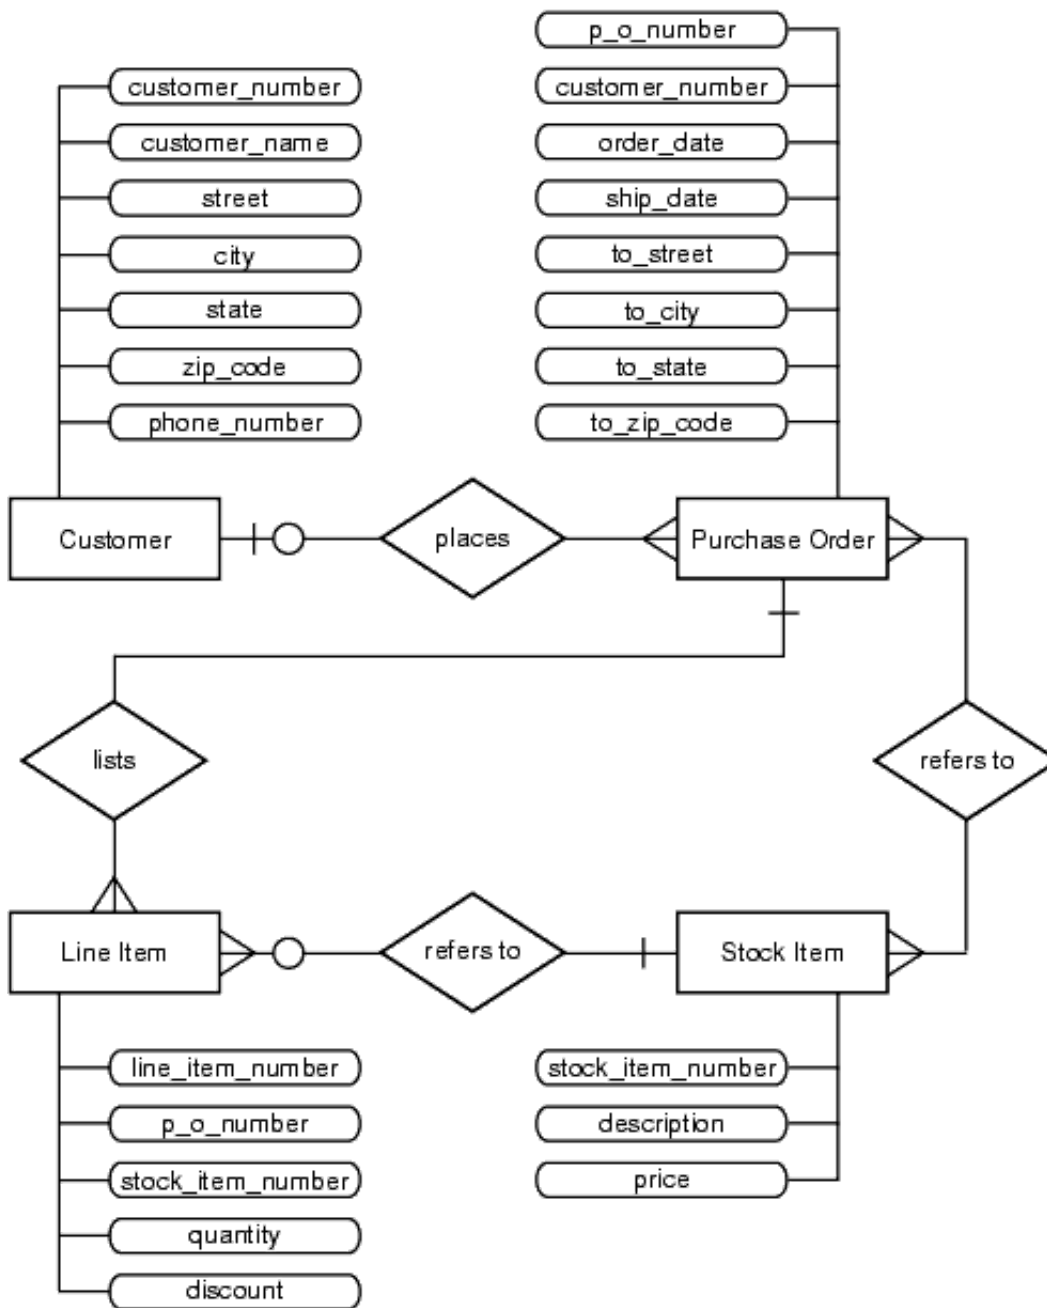 customer_number
customer_name
street
city
state
zip_code
phone_number
p_o_number
customer_number
order_date
ship_date
to_street
to_city
to_state
to_zip_code
Customer
places
Purchase Order
lists
refers to
Line Item
refers to
Stock Item
line_item_number
p_o_number
stock_item_number
quantity
discount
stock_item_number
description
price